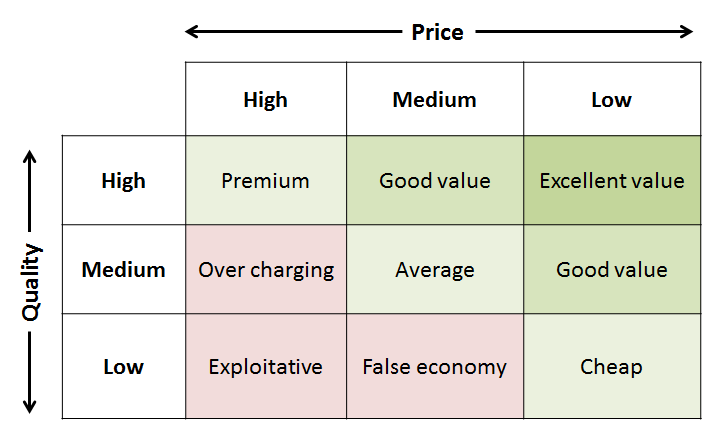 Price
High Medium Low
High Premium Good value Excellent value
Quality
Medium Over charging Average Good value
Low Exploitative False economy Cheap